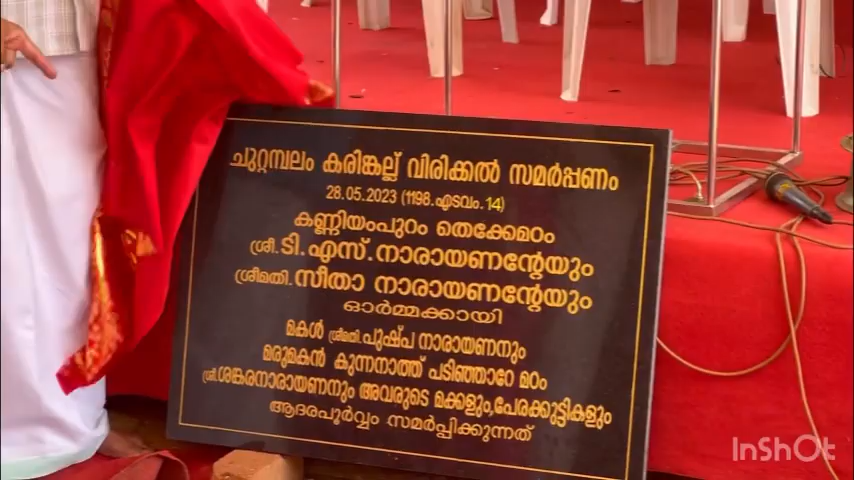 ചുറ്റമ്പലം കരിങ്കല്ല് വിരിക്കൽ സമർപ്പണം
28.05.2023 (1198.എടവം.14)
കണ്ണിയംപുറം തെക്കേമഠം
ശ്രീ.ടി.എസ്.നാരായണന്റേയും
ശ്രീമതി.സീതാ നാരായണന്റേയും
ഓർമ്മക്കായി
മകൾ ശ്രീമതി.പുഷ്പ നാരായണനും
മരുമകൻ കുന്നനാത്ത് പടിഞ്ഞാറേ മഠം
ശ്രീ.ശങ്കരനാരായണനും അവരുടെ മക്കളും,പേരക്കുട്ടികളും
ആദരപൂർവ്വം സമർപ്പിക്കുന്നത്
InShOt